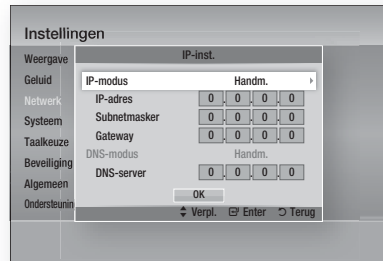 Instellingen
Weergave
Geluid
Netwerk
Systeem
Taalkeuze
Beveiliging
Algemeen
Ondersteunin
IP-inst.
IP-modus Handm.
IP-adres 0 . 0 . 0 . 0
Subnetmasker 0 . 0 . 0 . 0
Gateway 0 . 0 . 0 . 0
DNS-modus Handm.
DNS-server 0 . 0 . 0 . 0
OK
Verpl. Enter Terug